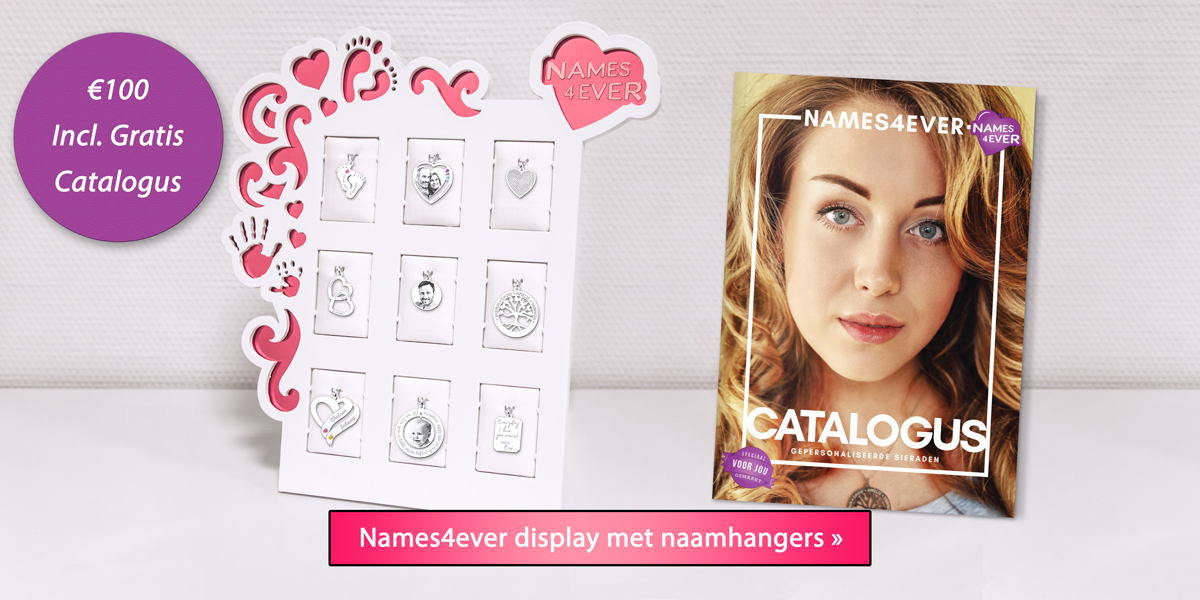 €100
Incl. Gratis
Catalogus
NAMES
4EVER
NAMES4EVER
NAMES
4EVER
CATALOGUS
GEPERSONALISEERDE SIERADEN
SPECIAAL
VOOR JOU
GEMAAKT
Names4ever display met naamhangers »